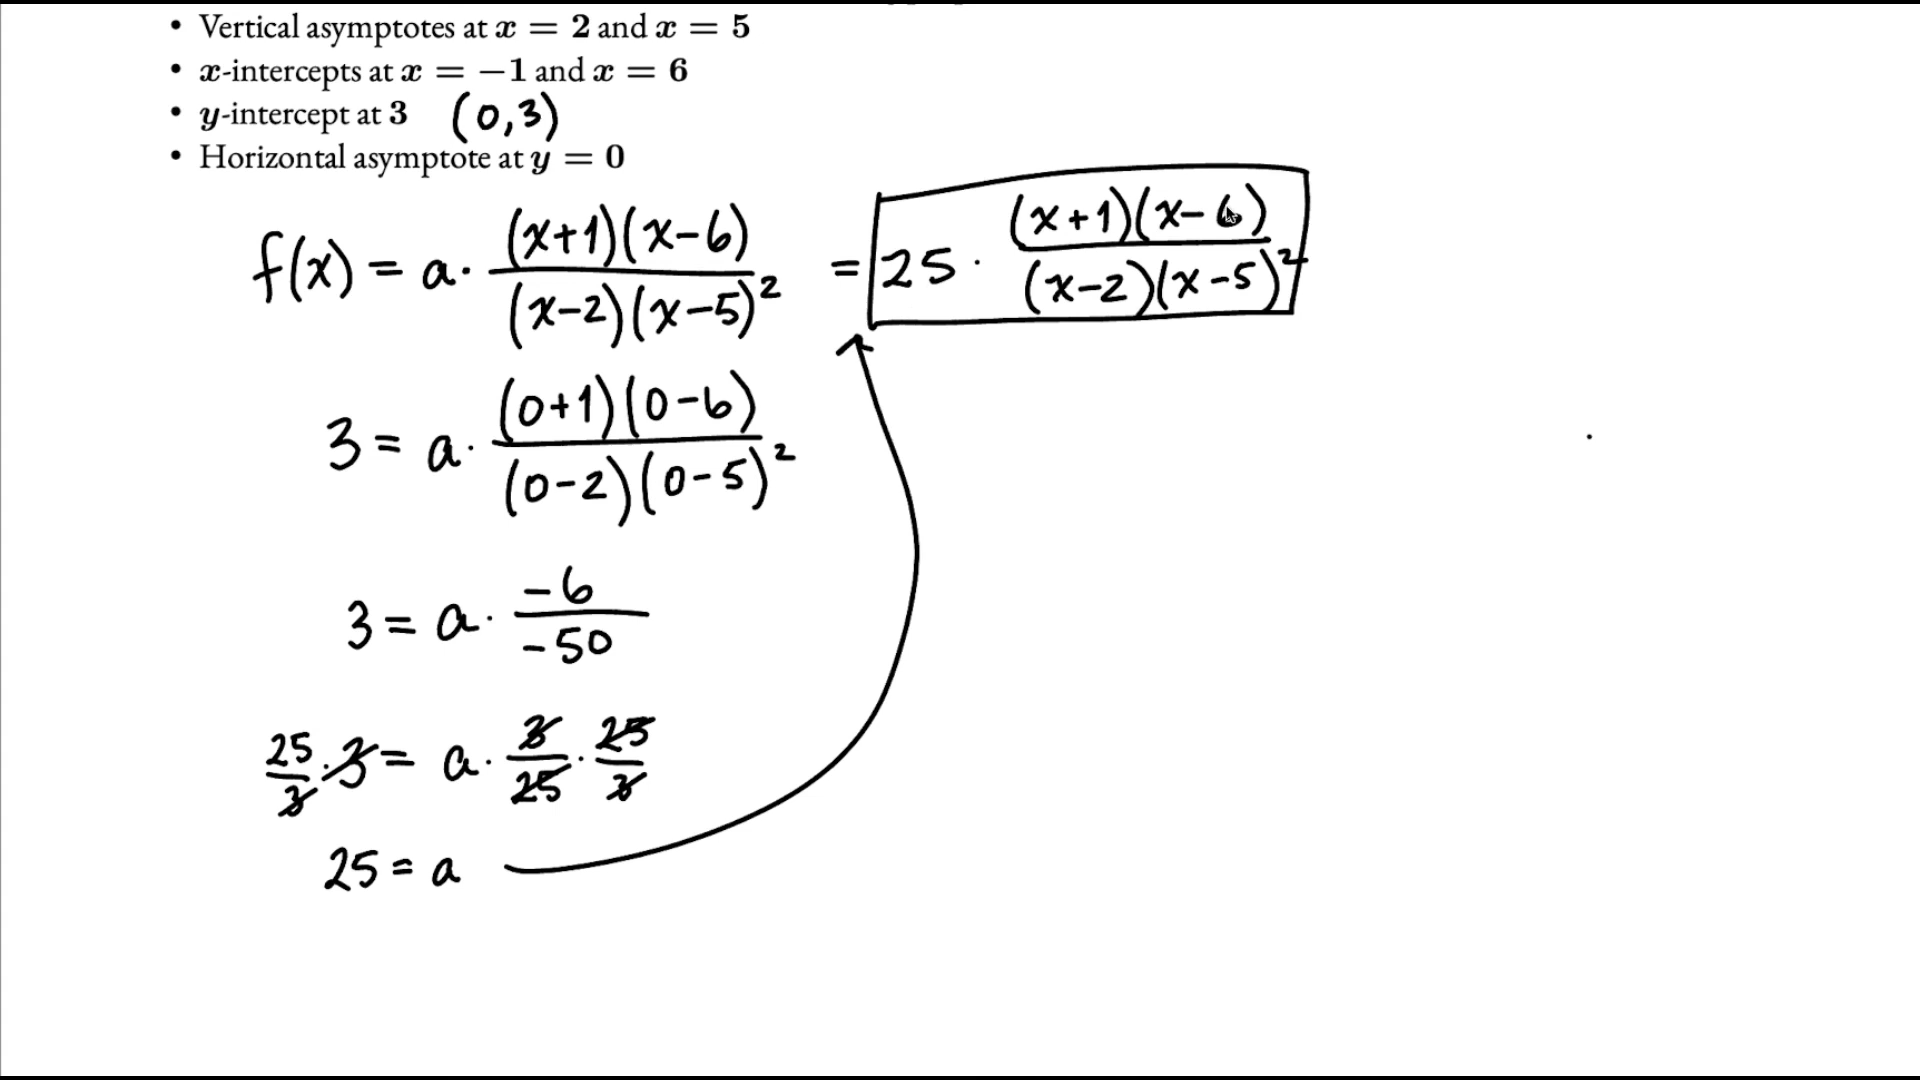 • Vertical asymptotes at x = 2 and x = 5
• x-intercepts at x = −1 and x = 6
• y-intercept at 3 (0,3)
• Horizontal asymptote at y = 0
f(x) = a · (x+1)(x−6) / (x−2)(x−5)² = 25 · (x+1)(x−6) / (x−2)(x−5)²
3 = a · (0+1)(0−6) / (0−2)(0−5)²
3 = a · −6 / −50
25/3 · 3 = a · 3/25 · 25/3
25 = a